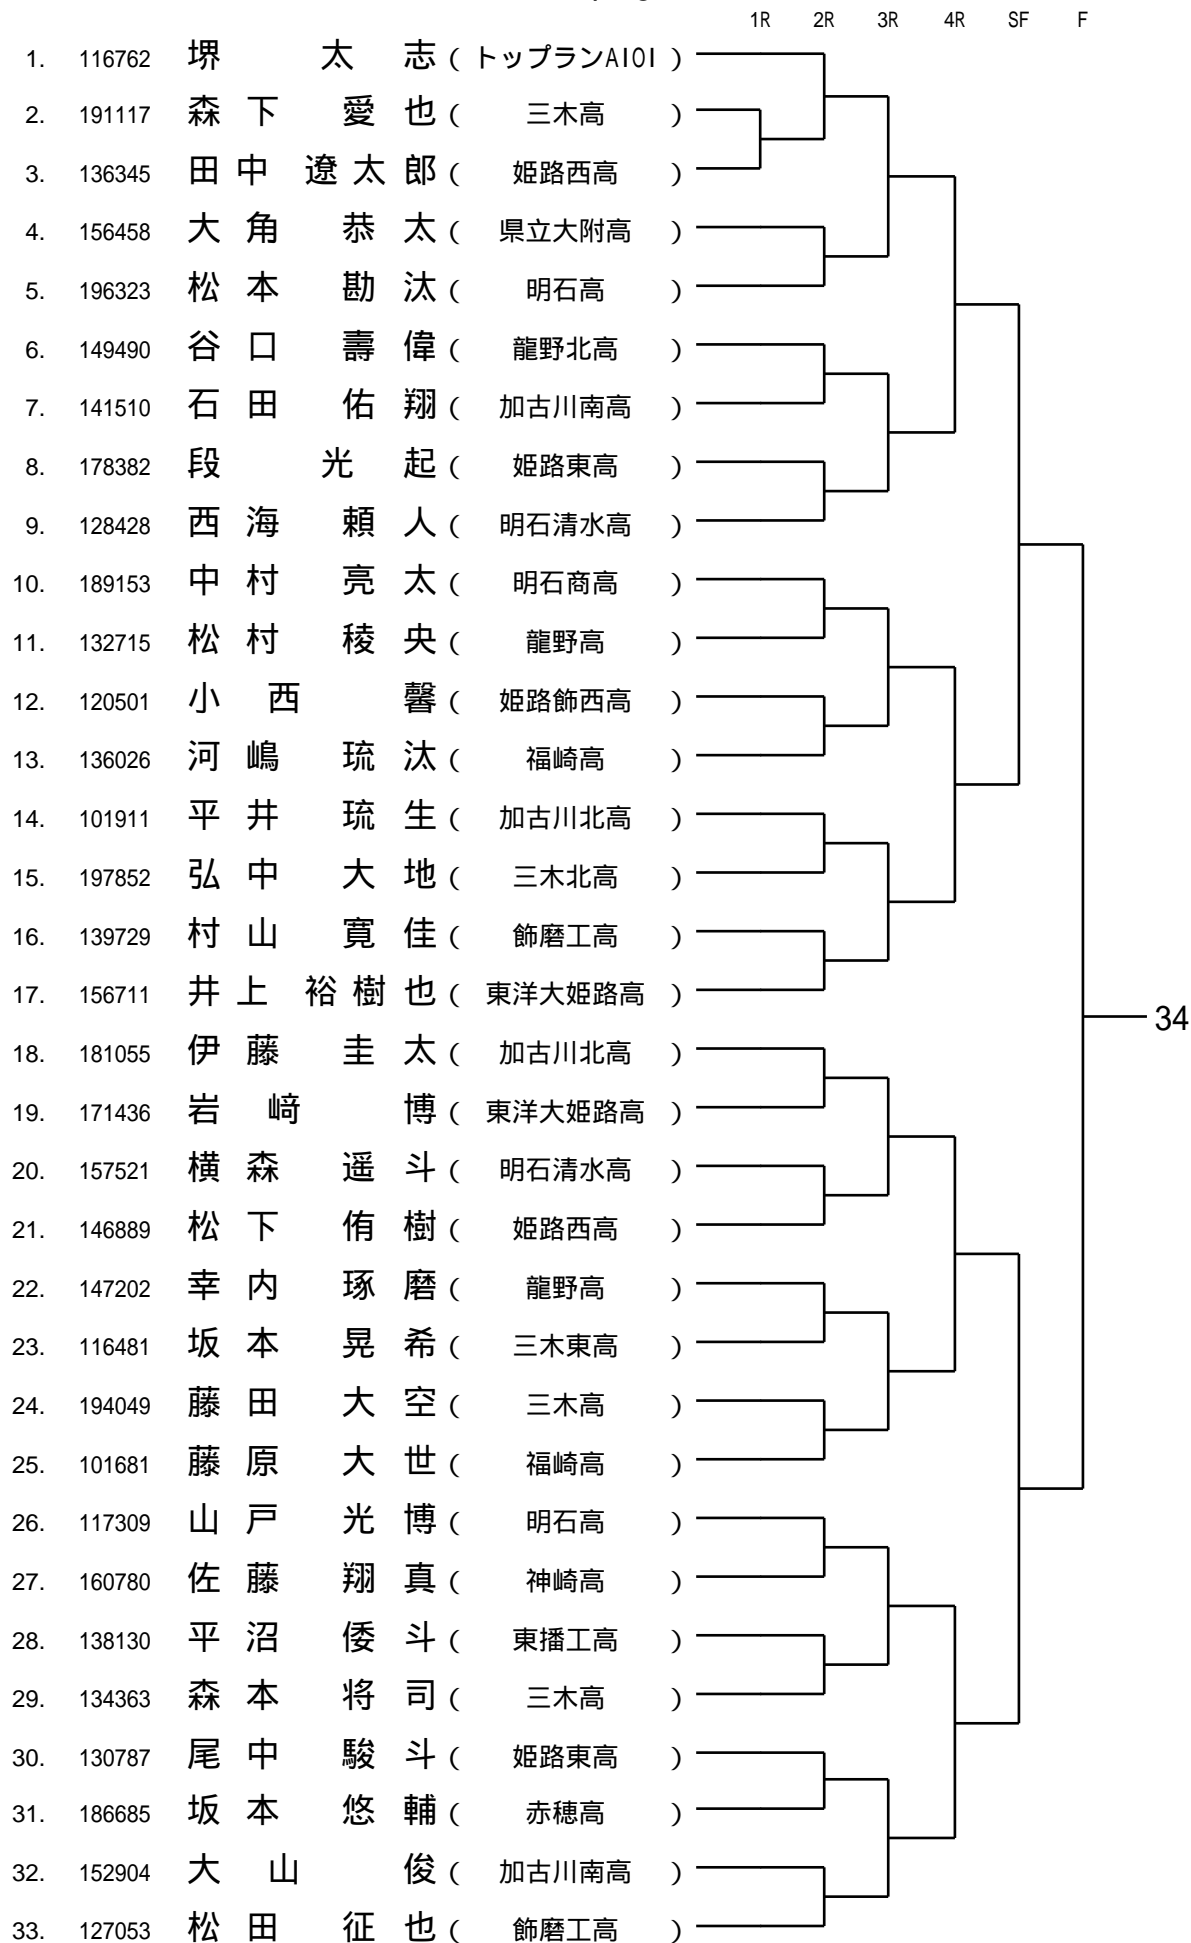 1R 2R 3R 4R SF F
1. 116762 堺 太 志 ( トップランAIOI )
2. 191117 森 下 愛 也 ( 三木高 )
3. 136345 田 中 遼 太 郎 ( 姫路西高 )
4. 156458 大 角 恭 太 ( 県立大附高 )
5. 196323 松 本 勘 汰 ( 明石高 )
6. 149490 谷 口 壽 偉 ( 龍野北高 )
7. 141510 石 田 佑 翔 ( 加古川南高 )
8. 178382 段 光 起 ( 姫路東高 )
9. 128428 西 海 頼 人 ( 明石清水高 )
10. 189153 中 村 亮 太 ( 明石商高 )
11. 132715 松 村 稜 央 ( 龍野高 )
12. 120501 小 西 馨 ( 姫路飾西高 )
13. 136026 河 嶋 琉 汰 ( 福崎高 )
14. 101911 平 井 琉 生 ( 加古川北高 )
15. 197852 弘 中 大 地 ( 三木北高 )
16. 139729 村 山 寛 佳 ( 飾磨工高 )
17. 156711 井 上 裕 樹 也 ( 東洋大姫路高 )
34
18. 181055 伊 藤 圭 太 ( 加古川北高 )
19. 171436 岩 﨑 博 ( 東洋大姫路高 )
20. 157521 横 森 遥 斗 ( 明石清水高 )
21. 146889 松 下 侑 樹 ( 姫路西高 )
22. 147202 幸 内 琢 磨 ( 龍野高 )
23. 116481 坂 本 晃 希 ( 三木東高 )
24. 194049 藤 田 大 空 ( 三木高 )
25. 101681 藤 原 大 世 ( 福崎高 )
26. 117309 山 戸 光 博 ( 明石高 )
27. 160780 佐 藤 翔 真 ( 神崎高 )
28. 138130 平 沼 倭 斗 ( 東播工高 )
29. 134363 森 本 将 司 ( 三木高 )
30. 130787 尾 中 駿 斗 ( 姫路東高 )
31. 186685 坂 本 悠 輔 ( 赤穂高 )
32. 152904 大 山 俊 ( 加古川南高 )
33. 127053 松 田 征 也 ( 飾磨工高 )